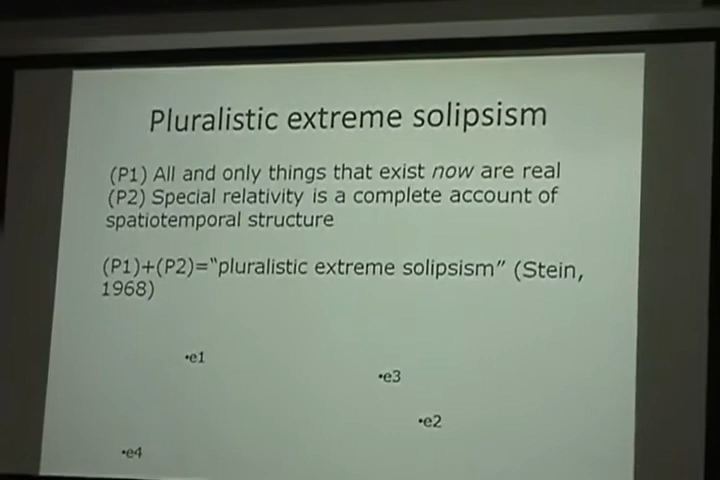 Pluralistic extreme solipsism
(P1) All and only things that exist now are real
(P2) Special relativity is a complete account of
spatiotemporal structure
(P1)+(P2)="pluralistic extreme solipsism" (Stein,
1968)
•e1
•e3
•e2
•e4